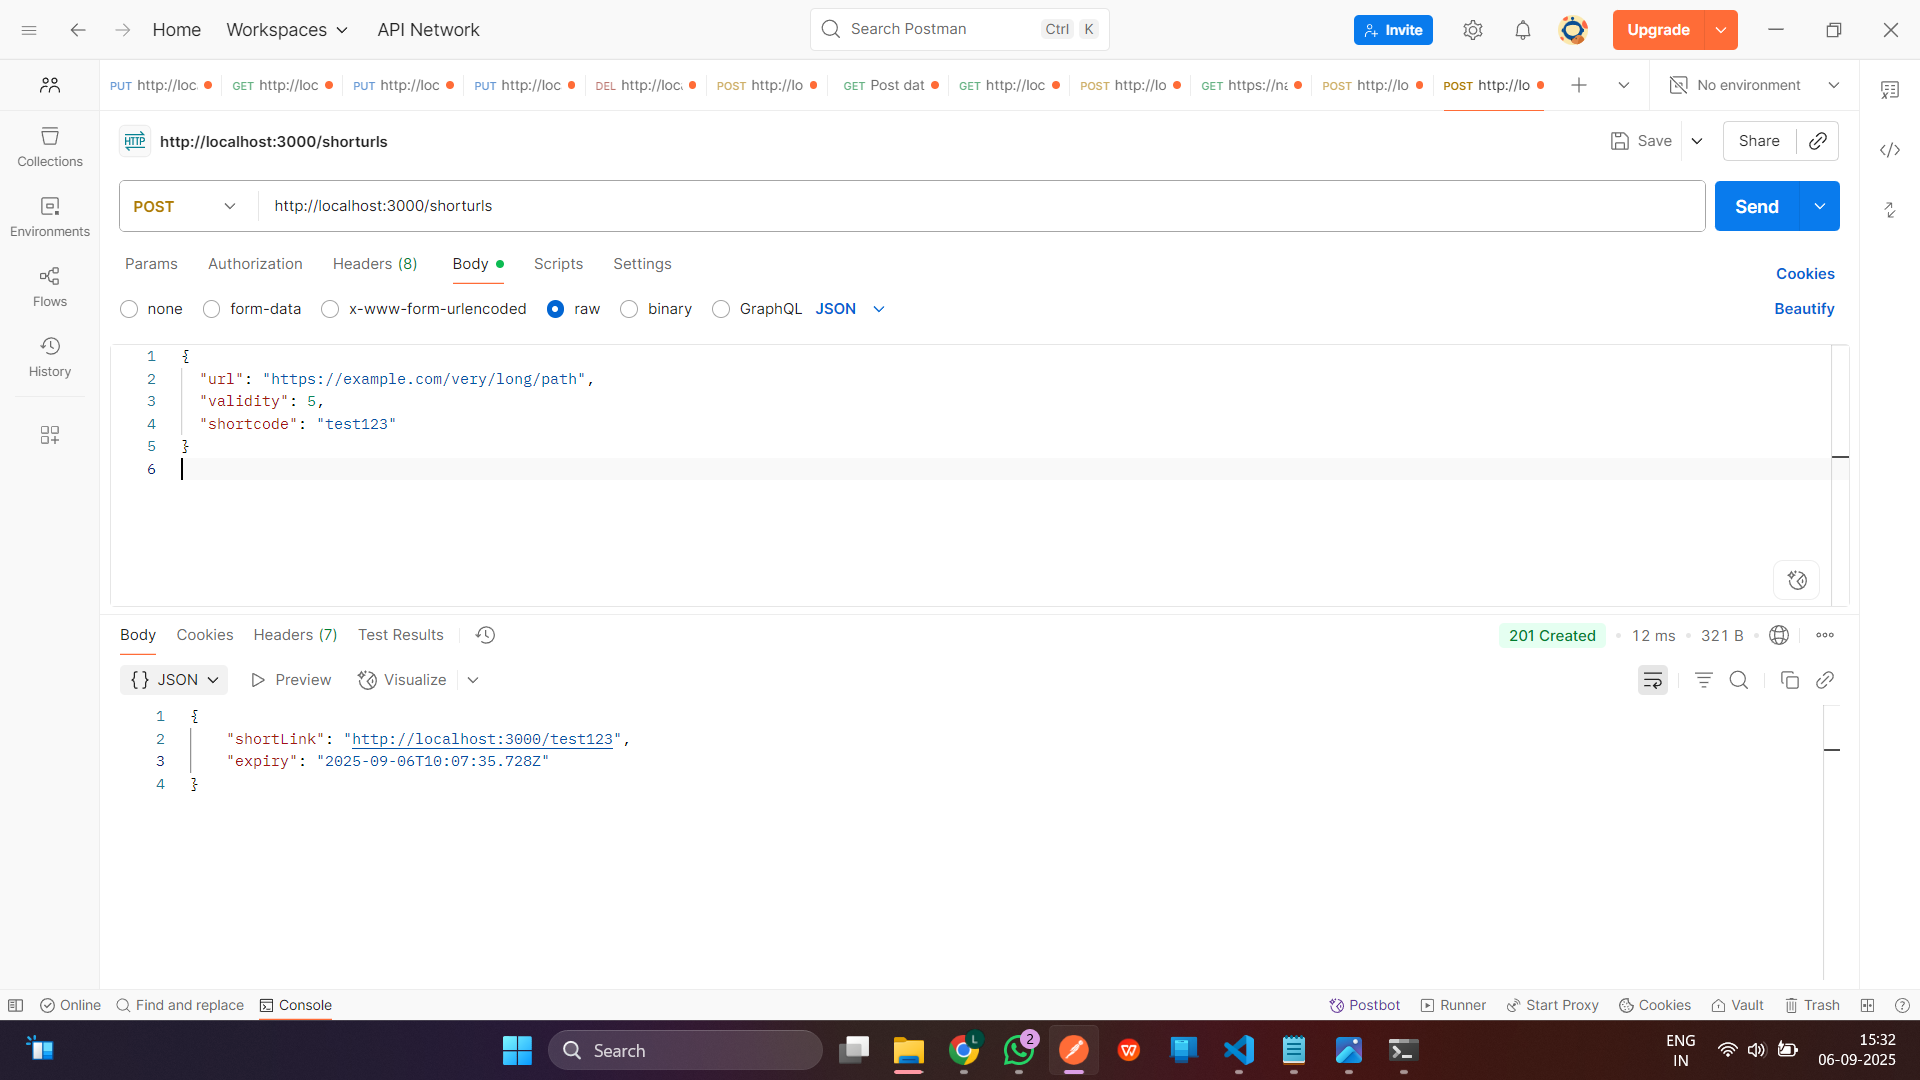 Home
Workspaces
API Network
Search Postman
Ctrl
K
Invite
Upgrade
PUT http://loc
GET http://loc
PUT http://loc
PUT http://loc
DEL http://loc
POST http://lo
GET Post dat
GET http://loc
POST http://lo
GET https://na
POST http://lo
POST http://lo
No environment
Collections
Environments
Flows
History
HTTP
http://localhost:3000/shorturls
Save
Share
POST
http://localhost:3000/shorturls
Send
Params
Authorization
Headers (8)
Body
Scripts
Settings
Cookies
none
form-data
x-www-form-urlencoded
raw
binary
GraphQL
JSON
Beautify
1 {
2 "url": "https://example.com/very/long/path",
3 "validity": 5,
4 "shortcode": "test123"
5 }
6
Body
Cookies
Headers (7)
Test Results
201 Created
12 ms
321 B
{} JSON
Preview
Visualize
1 {
2 "shortLink": "http://localhost:3000/test123",
3 "expiry": "2025-09-06T10:07:35.728Z"
4 }
Online
Find and replace
Console
Postbot
Runner
Start Proxy
Cookies
Vault
Trash
Search
L
2
W
ENG
IN
15:32
06-09-2025